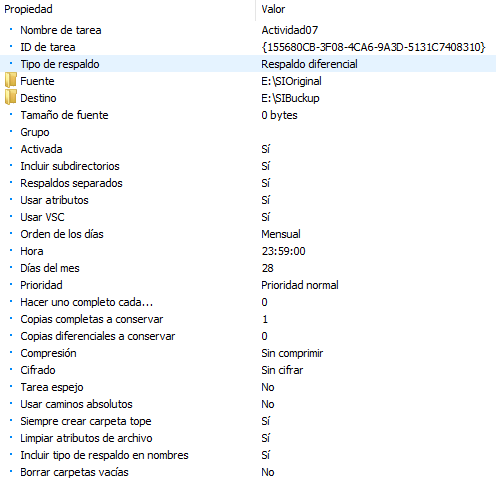 Propiedad Valor
Nombre de tarea Actividad07
ID de tarea {155680CB-3F08-4CA6-9A3D-5131C7408310}
Tipo de respaldo Respaldo diferencial
Fuente E:\SIOriginal
Destino E:\SIBuckup
Tamaño de fuente 0 bytes
Grupo
Activada Sí
Incluir subdirectorios Sí
Respaldos separados Sí
Usar atributos Sí
Usar VSC Sí
Orden de los días Mensual
Hora 23:59:00
Días del mes 28
Prioridad Prioridad normal
Hacer uno completo cada... 0
Copias completas a conservar 1
Copias diferenciales a conservar 0
Compresión Sin comprimir
Cifrado Sin cifrar
Tarea espejo No
Usar caminos absolutos No
Siempre crear carpeta tope Sí
Limpiar atributos de archivo Sí
Incluir tipo de respaldo en nombres Sí
Borrar carpetas vacías No